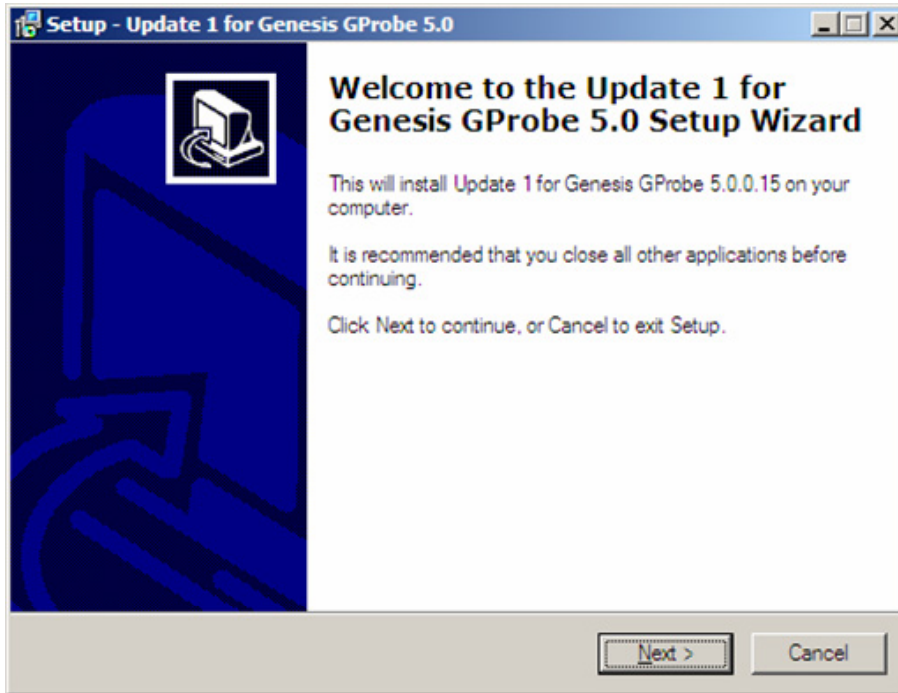 Setup - Update 1 for Genesis GProbe 5.0
Welcome to the Update 1 for
Genesis GProbe 5.0 Setup Wizard
This will install Update 1 for Genesis GProbe 5.0.0.15 on your
computer.
It is recommended that you close all other applications before
continuing.
Click Next to continue, or Cancel to exit Setup.
Next >
Cancel